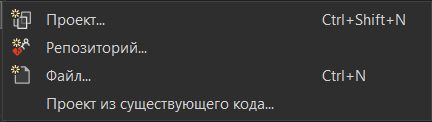 Проект... Ctrl+Shift+N
Репозиторий...
Файл... Ctrl+N
Проект из существующего кода...